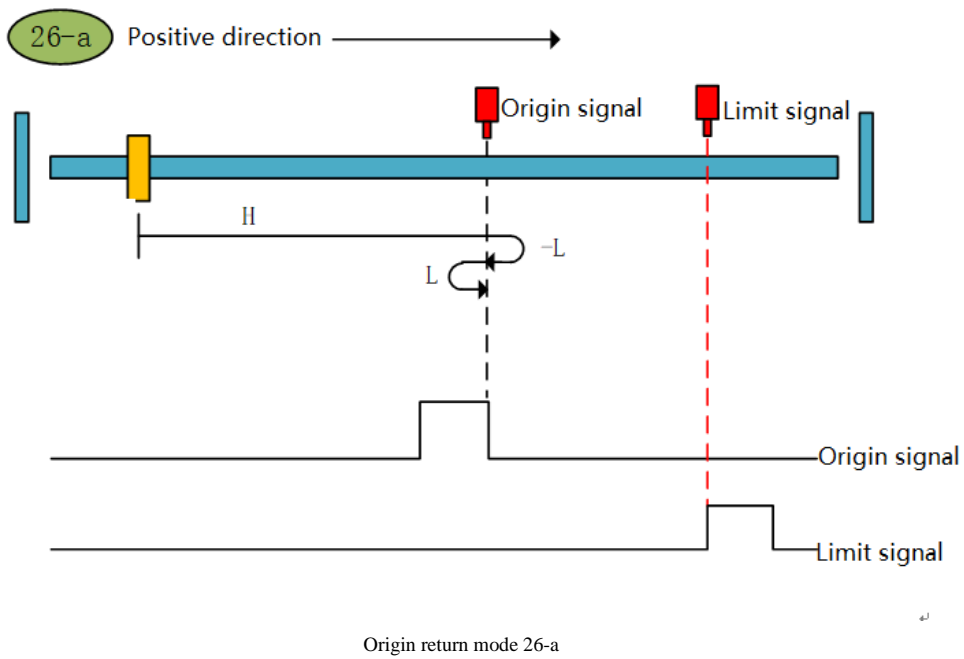 26-a Positive direction
Origin signal
Limit signal
H
-L
L
Origin signal
Limit signal
Origin return mode 26-a